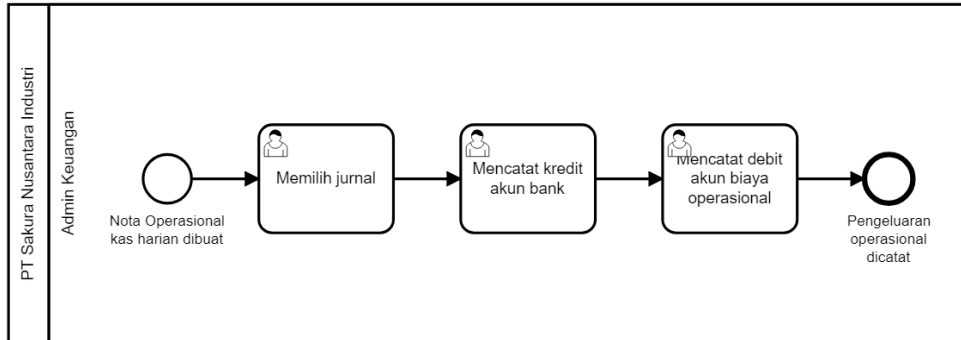 PT Sakura Nusantara Industri
Admin Keuangan
Nota Operasional
kas harian dibuat
Memilih jurnal
Mencatat kredit
akun bank
Mencatat debit
akun biaya
operasional
Pengeluaran
operasional
dicatat